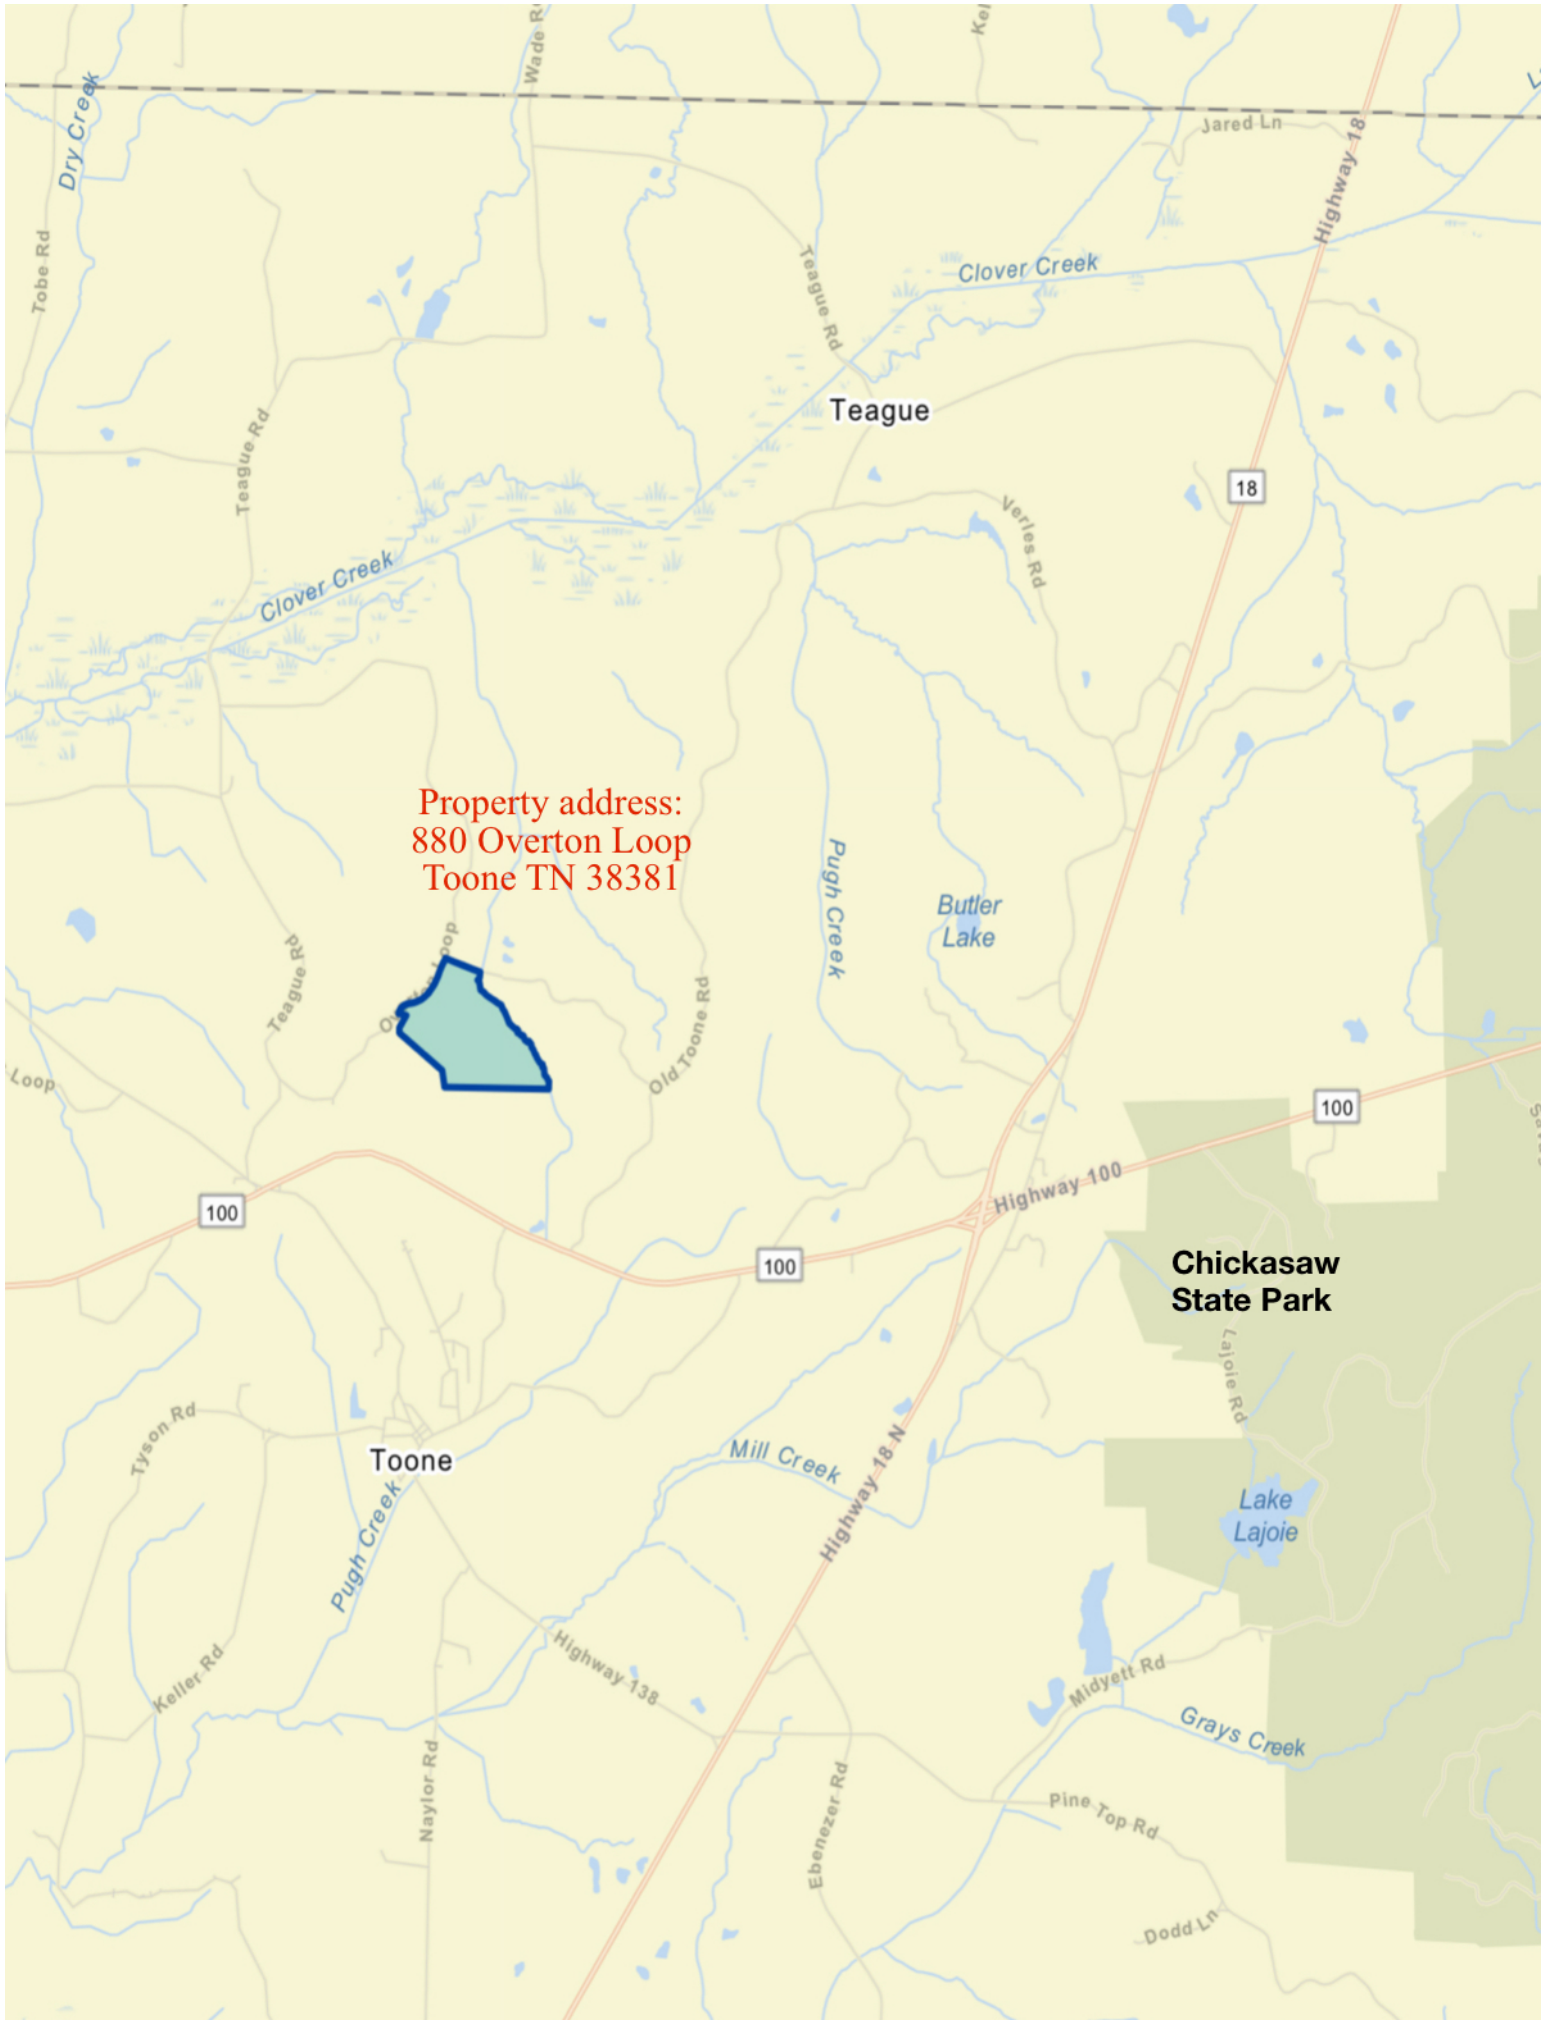 Wade R
Kel
Dry Creek
Jared Ln
Highway 18
Tobe Rd
Teague Rd
Clover Creek
Teague
Teague Rd
18
Verles Rd
Clover Creek
Property address:
880 Overton Loop
Toone TN 38381
Pugh Creek
Butler
Lake
Teague Rd
Loop
Old Toone Rd
Loop
100
Highway 100
100
100
Chickasaw
State Park
Lajoie Rd
Tyson Rd
Toone
Mill Creek
Highway 18 N
Lake
Lajoie
Pugh Creek
Highway 138
Keller Rd
Midyett Rd
Grays Creek
Naylor Rd
Ebenezer Rd
Pine Top Rd
Dodd Ln